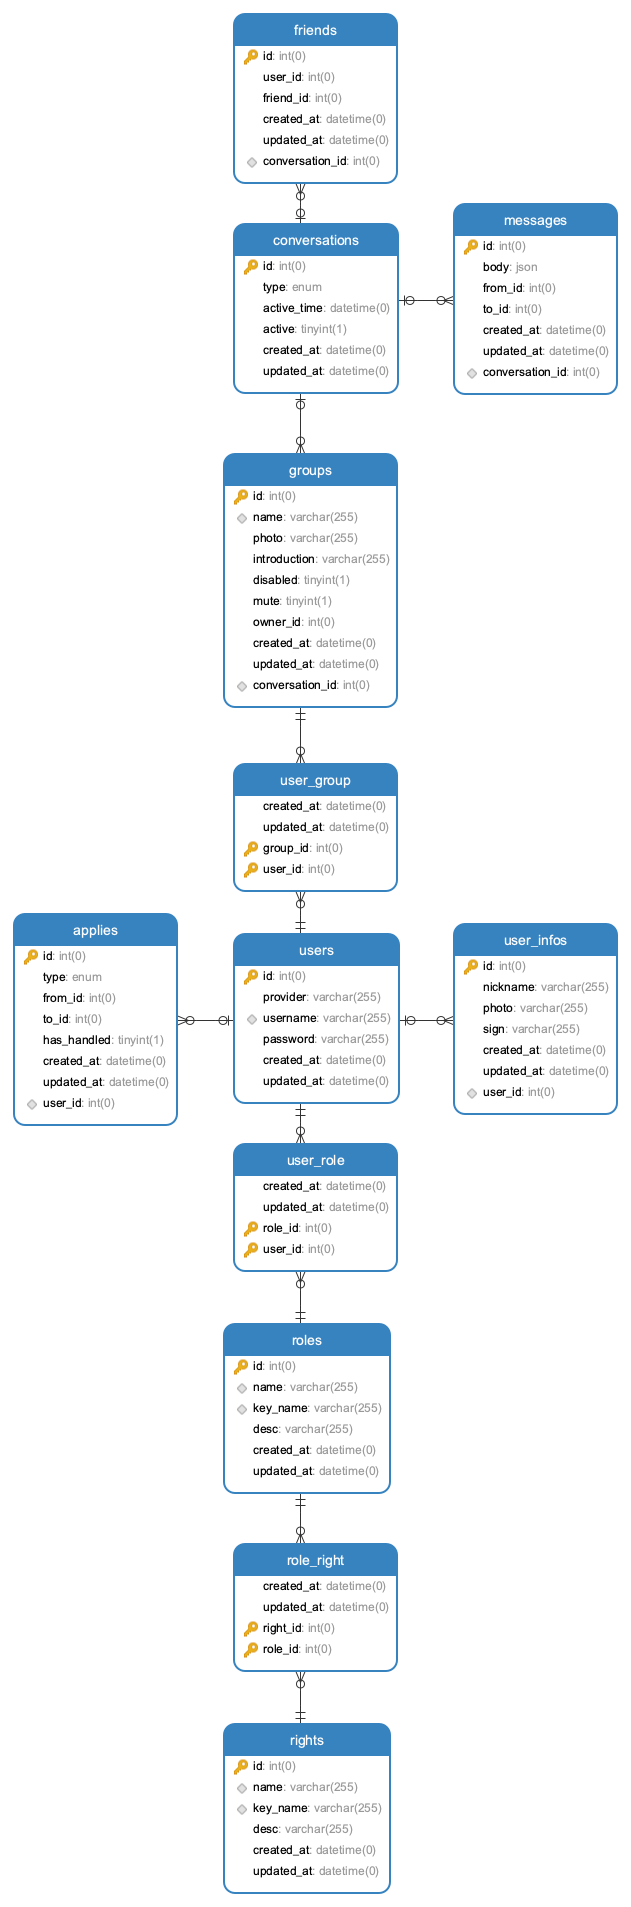 friends
id: int(0)
user_id: int(0)
friend_id: int(0)
created_at: datetime(0)
updated_at: datetime(0)
conversation_id: int(0)
conversations
id: int(0)
type: enum
active_time: datetime(0)
active: tinyint(1)
created_at: datetime(0)
updated_at: datetime(0)
messages
id: int(0)
body: json
from_id: int(0)
to_id: int(0)
created_at: datetime(0)
updated_at: datetime(0)
conversation_id: int(0)
groups
id: int(0)
name: varchar(255)
photo: varchar(255)
introduction: varchar(255)
disabled: tinyint(1)
mute: tinyint(1)
owner_id: int(0)
created_at: datetime(0)
updated_at: datetime(0)
conversation_id: int(0)
user_group
created_at: datetime(0)
updated_at: datetime(0)
group_id: int(0)
user_id: int(0)
applies
id: int(0)
type: enum
from_id: int(0)
to_id: int(0)
has_handled: tinyint(1)
created_at: datetime(0)
updated_at: datetime(0)
user_id: int(0)
users
id: int(0)
provider: varchar(255)
username: varchar(255)
password: varchar(255)
created_at: datetime(0)
updated_at: datetime(0)
user_infos
id: int(0)
nickname: varchar(255)
photo: varchar(255)
sign: varchar(255)
created_at: datetime(0)
updated_at: datetime(0)
user_id: int(0)
user_role
created_at: datetime(0)
updated_at: datetime(0)
role_id: int(0)
user_id: int(0)
roles
id: int(0)
name: varchar(255)
key_name: varchar(255)
desc: varchar(255)
created_at: datetime(0)
updated_at: datetime(0)
role_right
created_at: datetime(0)
updated_at: datetime(0)
right_id: int(0)
role_id: int(0)
rights
id: int(0)
name: varchar(255)
key_name: varchar(255)
desc: varchar(255)
created_at: datetime(0)
updated_at: datetime(0)